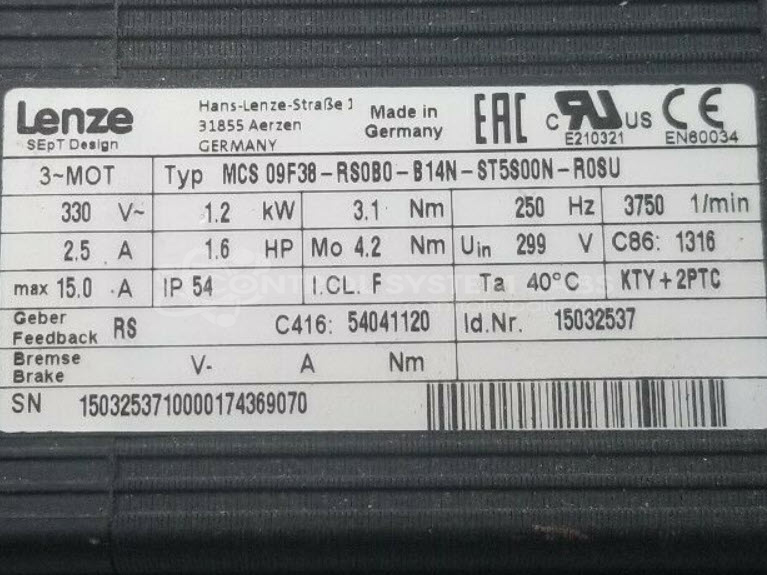 Lenze
SEpT Design
Hans-Lenze-Straße 1
31855 Aerzen
GERMANY
Made in
Germany
EAC
C RU US
E210321
CE
EN60034
3~MOT Typ MCS 09F38-RS0B0-B14N-ST5S00N-R0SU
330 V~ 1.2 kW 3.1 Nm 250 Hz 3750 1/min
2.5 A 1.6 HP Mo 4.2 Nm Uin 299 V C86: 1316
max 15.0 A IP 54 I.CL. F Ta 40°C KTY+2PTC
Geber
Feedback RS C416: 54041120 Id.Nr. 15032537
Bremse
Brake V- A Nm
SN 15032537100000174369070